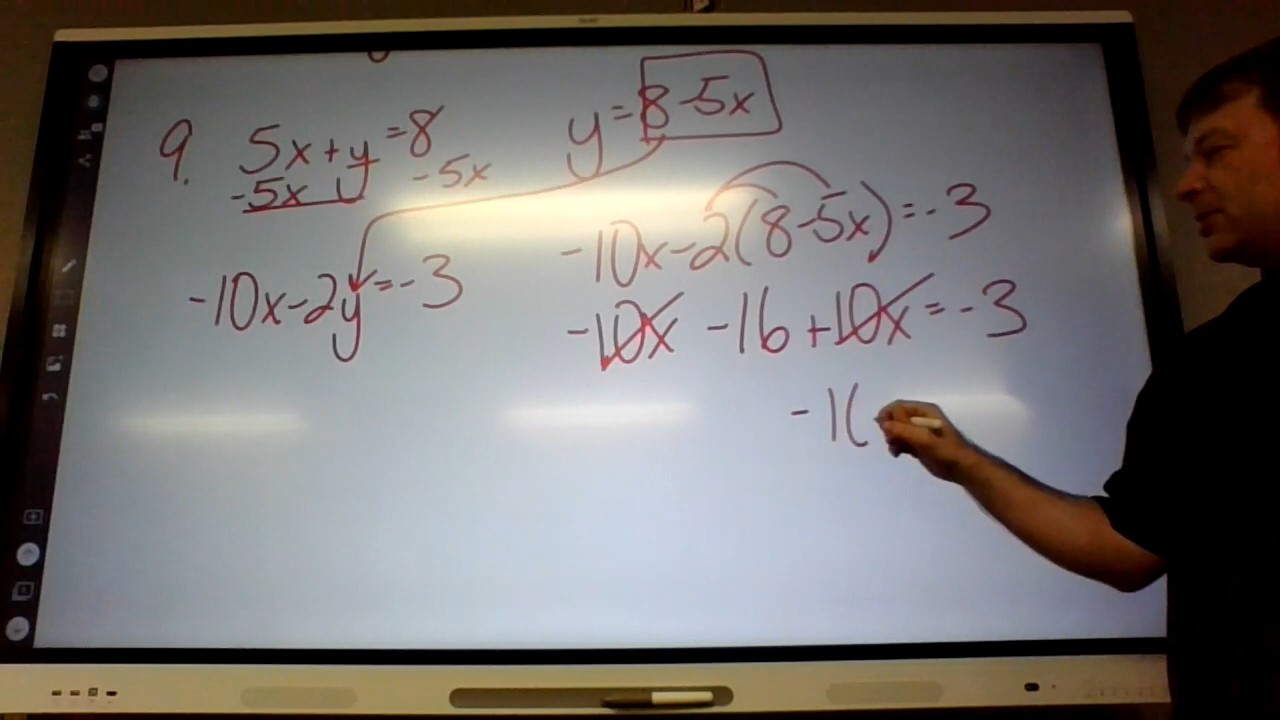 9. 5x+y=8
-5x -5x
y=8-5x
-10x-2y=-3
-10x-2(8-5x)=-3
-10x -16 +10x=-3
-1(